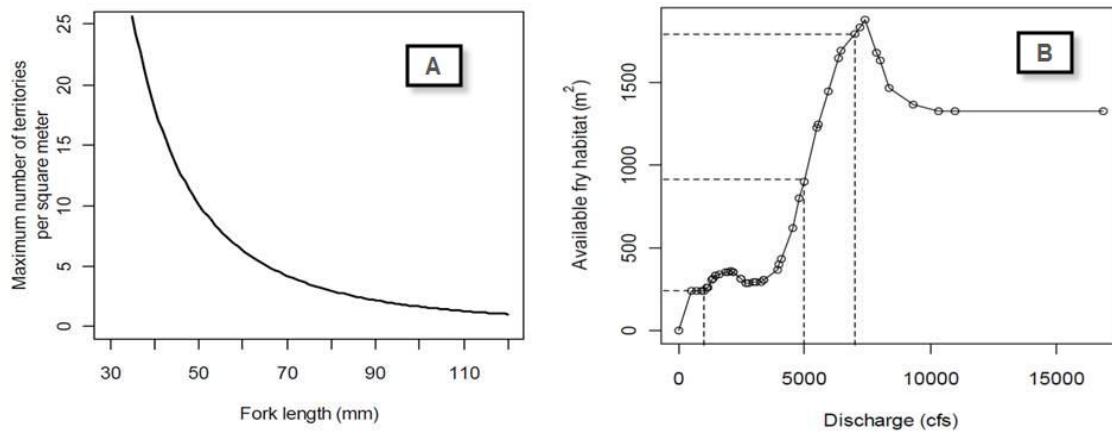 Maximum number of territories
per square meter
25
20
15
10
5
0
A
30
50
70
90
110
Fork length (mm)
Available fry habitat (m²)
1500
1000
500
0
B
0
5000
10000
15000
Discharge (cfs)